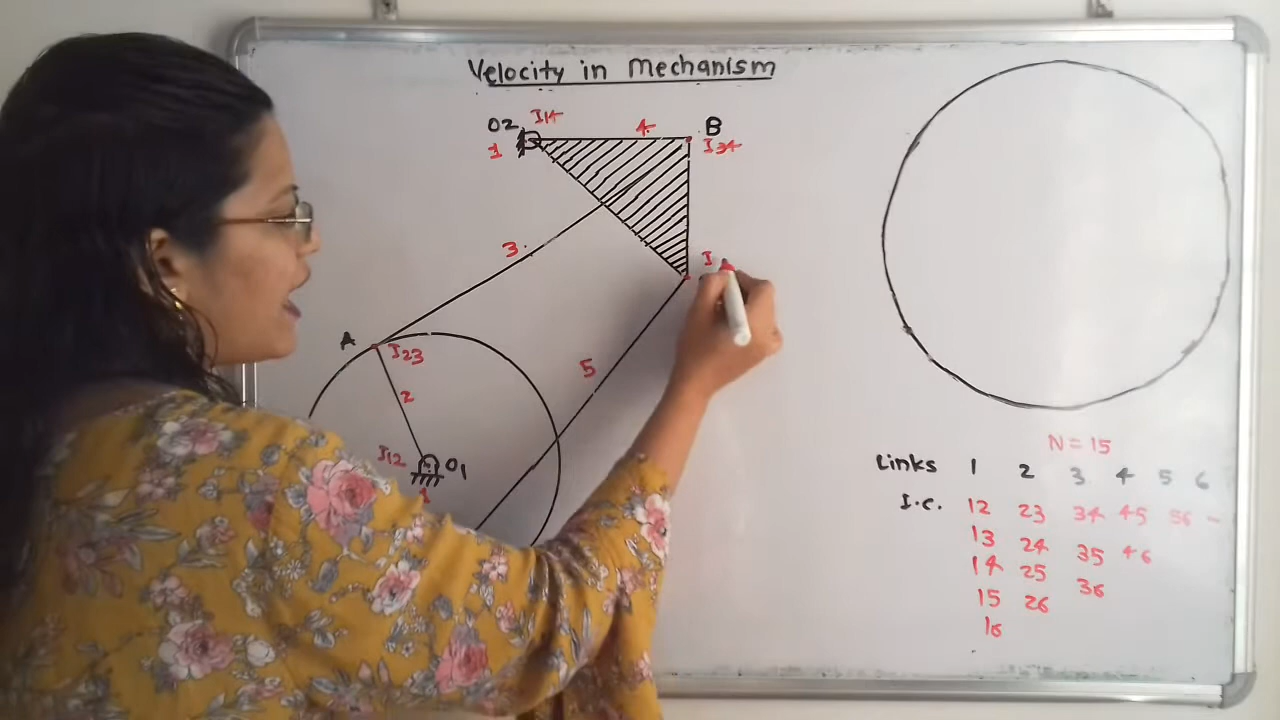 Velocity in Mechanism
O2 I14 4 B
1 I34
3
I
A
I23
5
2
I12 O1
1
N = 15
Links 1 2 3 4 5 6
I.C. 12 23 34 45 56 -
13 24 35 46
14 25 36
15 26
16